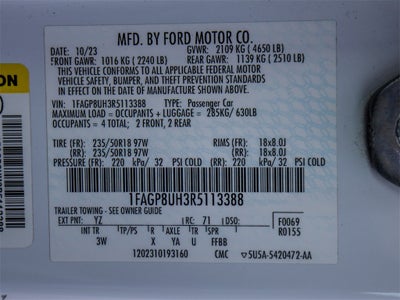 MFD. BY FORD MOTOR CO.
10/23 GVWR: 2109 KG ( 4650 LB)
FRONT GAWR: 1016 KG ( 2240 LB) REAR GAWR: 1139 KG ( 2510 LB)
THIS VEHICLE CONFORMS TO ALL APPLICABLE FEDERAL MOTOR
VEHICLE SAFETY, BUMPER, AND THEFT PREVENTION STANDARDS IN
EFFECT ON THE DATE OF MANUFACTURE SHOWN ABOVE.
VIN: 1FAGP8UH3R5113388 TYPE: Passenger Car
MAXIMUM LOAD = OCCUPANTS + LUGGAGE = 285KG/ 630LB
OCCUPANTS = 4 TOTAL; 2 FRONT, 2 REAR
TIRE (FR): 235/50R18 97W RIMS (FR): 18x8.0J
(RR): 235/50R18 97W (RR): 18x8.0J
PRESSURE (FR): 220 kPa/ 32 PSI COLD (RR): 220 kPa/ 32 PSI COLD
1FAGP8UH3R5113388
TRAILER TOWING - SEE OWNER GUIDE
EXT PNT: YZ RC: 71 DSO: F0069
INT TR TP/PS R AXLE TR SPR R0155
3W K FF BB
1202310193160 CMC 5U5A-5420472-AA